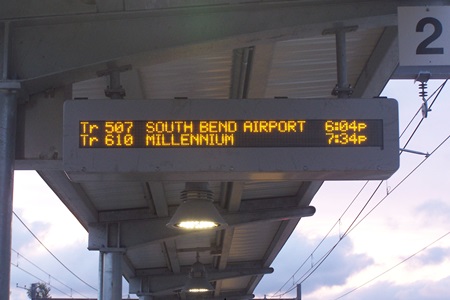 2
Tr 507 SOUTH BEND AIRPORT 6:04P
Tr 610 MILLENNIUM 7:34P